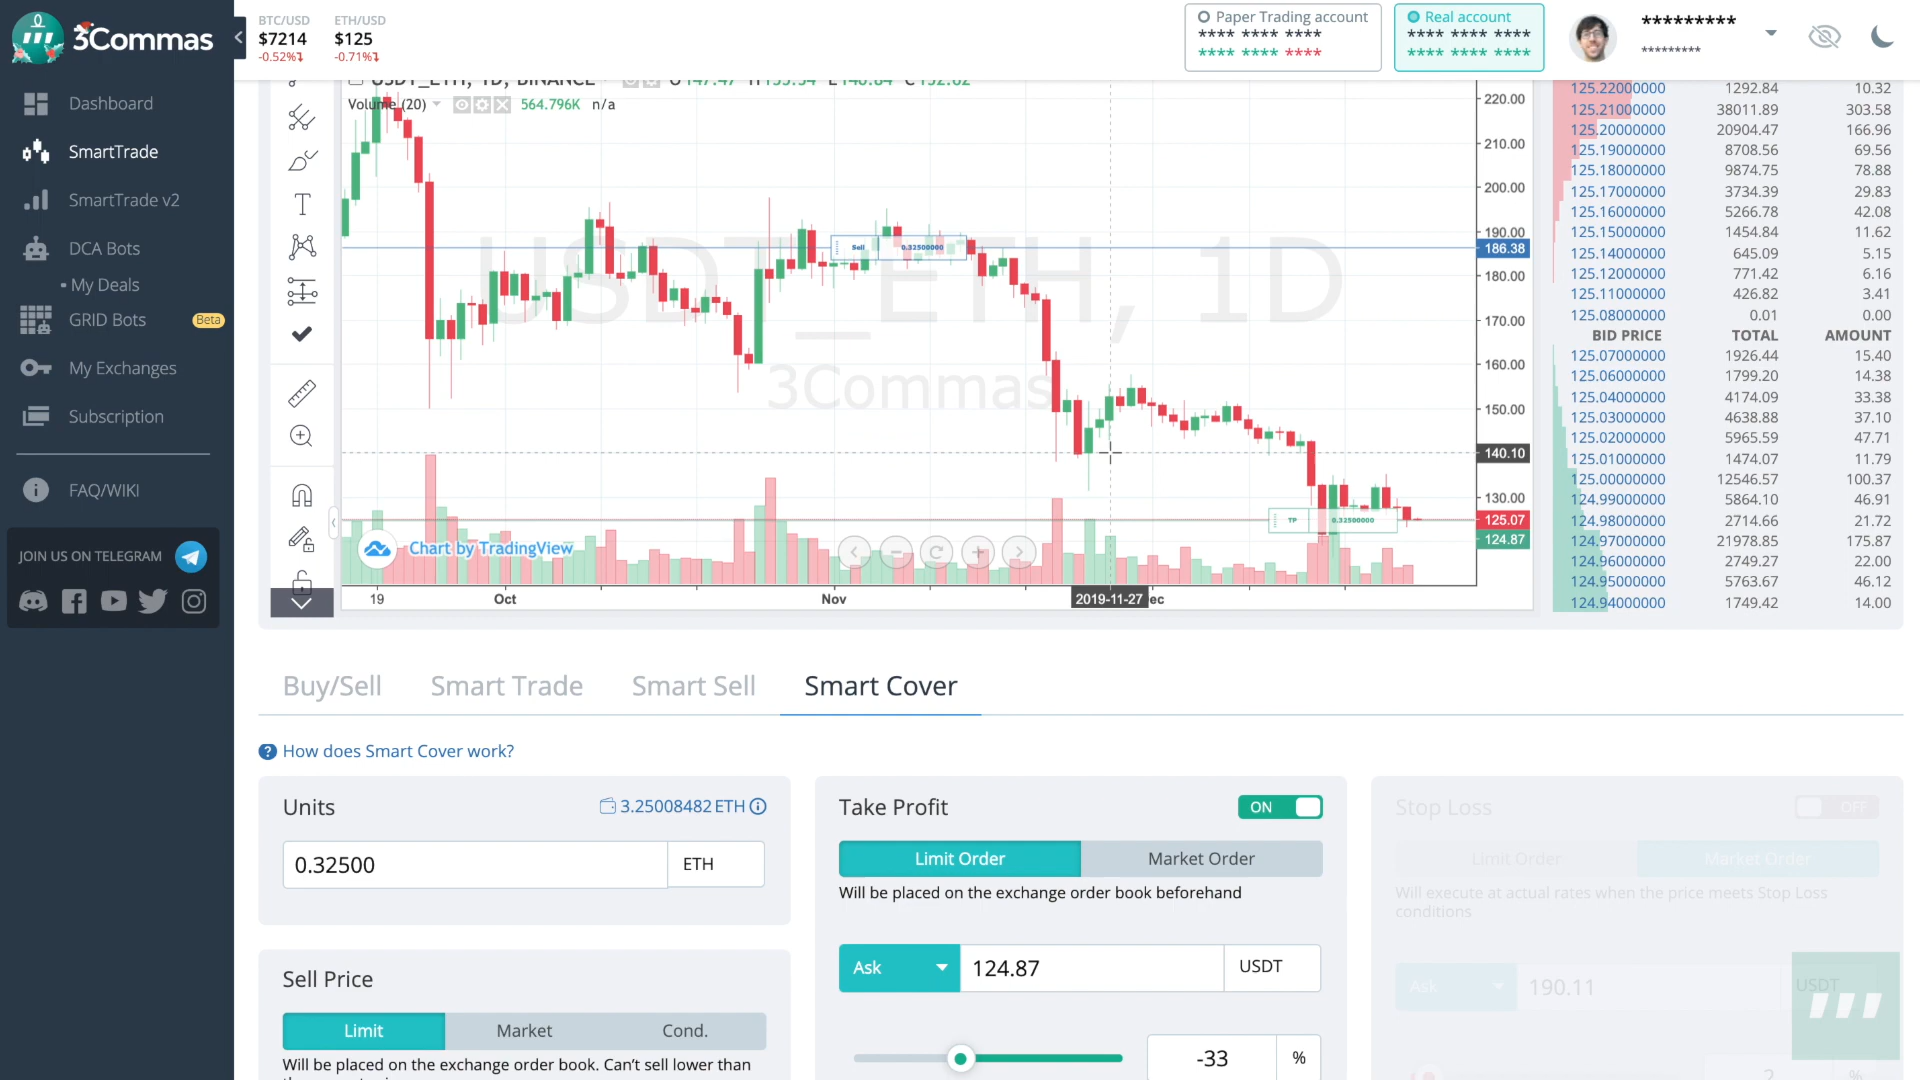 3Commas
BTC/USD
$7214
-0.52%
ETH/USD
$125
-0.71%
Paper Trading account
**** **** ****
**** **** ****
Real account
**** **** ****
**** **** ****
*********
*********
Dashboard
SmartTrade
SmartTrade v2
DCA Bots
My Deals
GRID Bots
Beta
My Exchanges
Subscription
FAQ/WIKI
JOIN US ON TELEGRAM
USDT_ETH, 1D, BINANCE
Volume (20)
564.796K n/a
USDT_ETH, 1D
3Commas
Sell 0.32500000
TP 0.32500000
Chart by TradingView
220.00
210.00
200.00
190.00
186.38
180.00
170.00
160.00
150.00
140.10
130.00
125.07
124.87
19 Oct Nov 2019-11-27 ec
125.22000000 1292.84 10.32
125.21000000 38011.89 303.58
125.20000000 20904.47 166.96
125.19000000 8708.56 69.56
125.18000000 9874.75 78.88
125.17000000 3734.39 29.83
125.16000000 5266.78 42.08
125.15000000 1454.84 11.62
125.14000000 645.09 5.15
125.12000000 771.42 6.16
125.11000000 426.82 3.41
125.08000000 0.01 0.00
BID PRICE TOTAL AMOUNT
125.07000000 1926.44 15.40
125.06000000 1799.20 14.38
125.04000000 4174.09 33.38
125.03000000 4638.88 37.10
125.02000000 5965.59 47.71
125.01000000 1474.07 11.79
125.00000000 12546.57 100.37
124.99000000 5864.10 46.91
124.98000000 2714.66 21.72
124.97000000 21978.85 175.87
124.96000000 2749.27 22.00
124.95000000 5763.67 46.12
124.94000000 1749.42 14.00
Buy/Sell Smart Trade Smart Sell Smart Cover
How does Smart Cover work?
Units
3.25008482 ETH
0.32500 ETH
Sell Price
Limit Market Cond.
Will be placed on the exchange order book. Can't sell lower than
Take Profit
ON
Limit Order Market Order
Will be placed on the exchange order book beforehand
Ask 124.87 USDT
-33 %
Stop Loss
OFF
Limit Order Market Order
Will execute at actual rates when the price meets Stop Loss
conditions
Ask 190.11 USDT
2 %